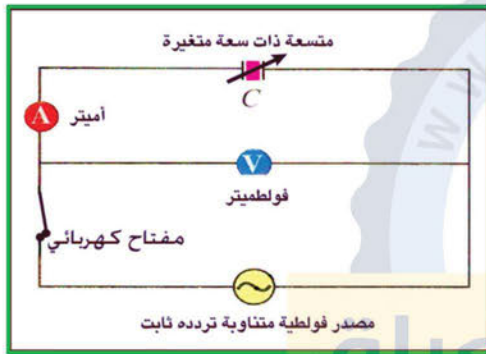 متسعة ذات سعة متغيرة
C
A
أميتر
V
فولطميتر
مفتاح كهربائي
مصدر فولطية متناوبة تردده ثابت
W W